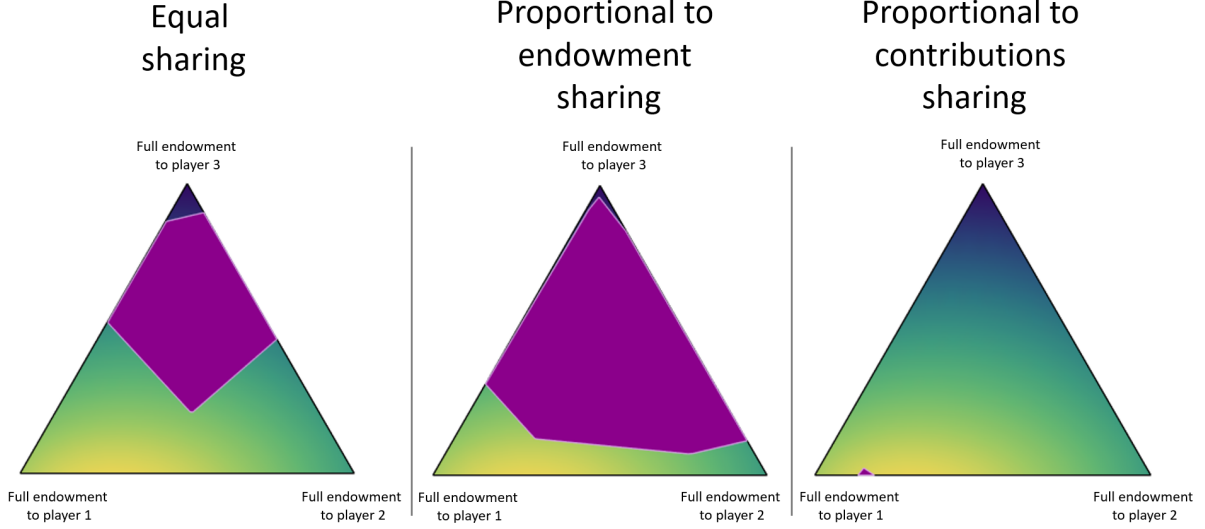 Equal
sharing
Proportional to
endowment
sharing
Proportional to
contributions
sharing
Full endowment
to player 3
Full endowment
to player 1
Full endowment
to player 2
Full endowment
to player 3
Full endowment
to player 1
Full endowment
to player 2
Full endowment
to player 3
Full endowment
to player 1
Full endowment
to player 2